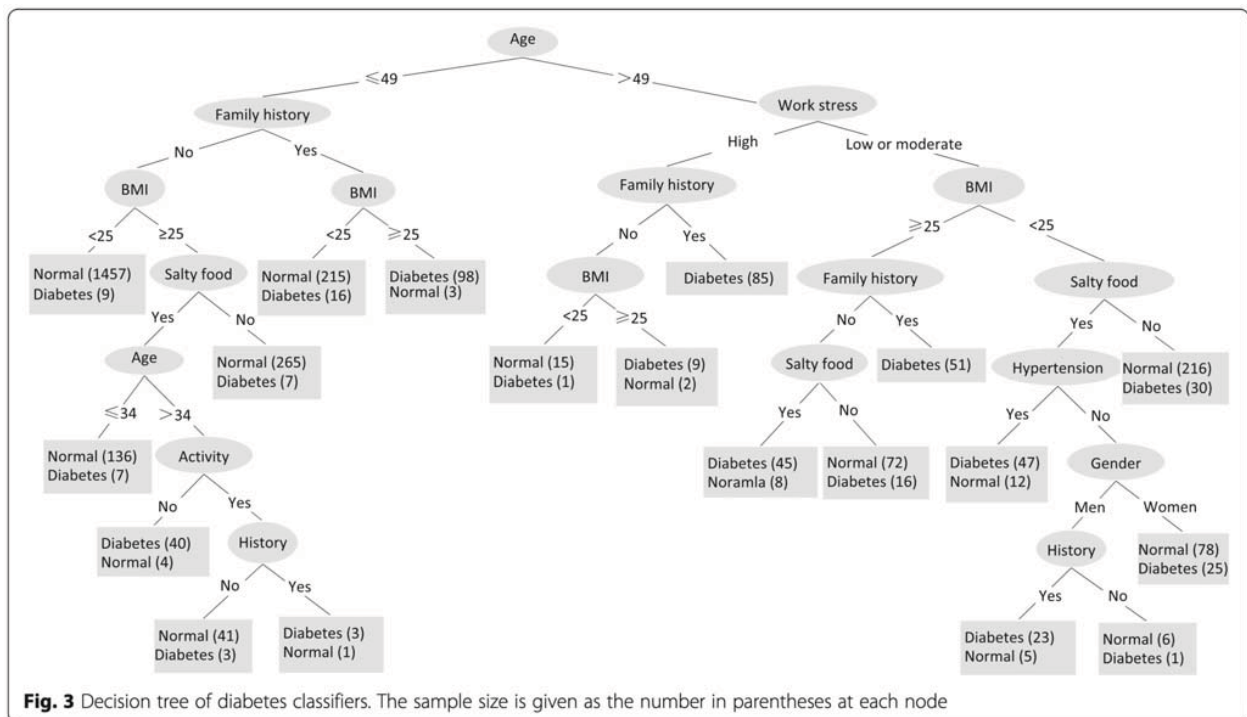 Age
≤49
>49
Family history
Work stress
No
Yes
High
Low or moderate
BMI
BMI
Family history
BMI
<25
≥25
<25
≥25
No
Yes
≥25
<25
Normal (1457)
Diabetes (9)
Salty food
Normal (215)
Diabetes (16)
Diabetes (98)
Normal (3)
BMI
Diabetes (85)
Family history
Salty food
Yes
No
<25
≥25
No
Yes
Yes
No
Age
Normal (265)
Diabetes (7)
Normal (15)
Diabetes (1)
Diabetes (9)
Normal (2)
Salty food
Diabetes (51)
Hypertension
Normal (216)
Diabetes (30)
≤34
>34
Yes
No
Yes
No
Normal (136)
Diabetes (7)
Activity
Diabetes (45)
Noramla (8)
Normal (72)
Diabetes (16)
Diabetes (47)
Normal (12)
Gender
No
Yes
Men
Women
Diabetes (40)
Normal (4)
History
History
Normal (78)
Diabetes (25)
No
Yes
Yes
No
Normal (41)
Diabetes (3)
Diabetes (3)
Normal (1)
Diabetes (23)
Normal (5)
Normal (6)
Diabetes (1)
Fig. 3 Decision tree of diabetes classifiers. The sample size is given as the number in parentheses at each node